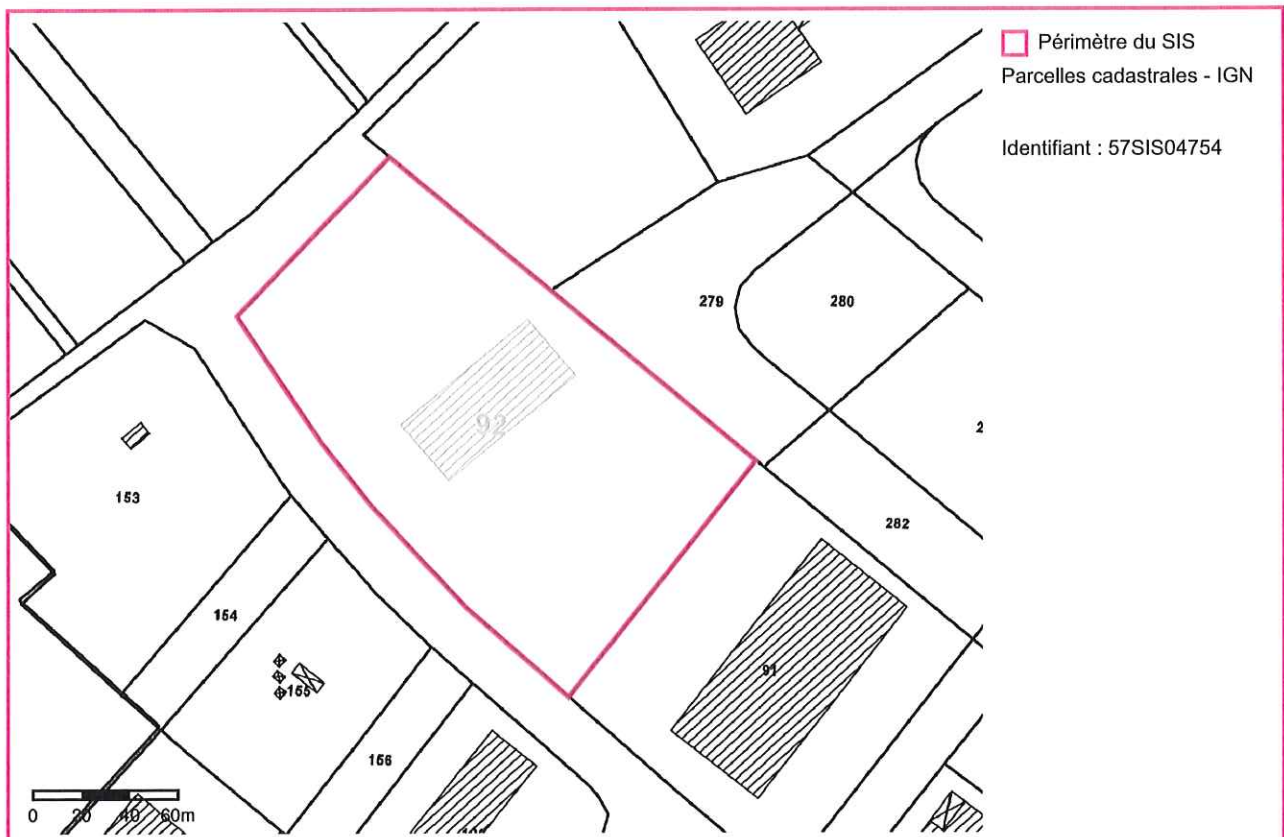 Périmètre du SIS
Parcelles cadastrales - IGN
Identifiant : 57SIS04754
279
280
92
153
282
154
155
91
156
0 20 40 60m